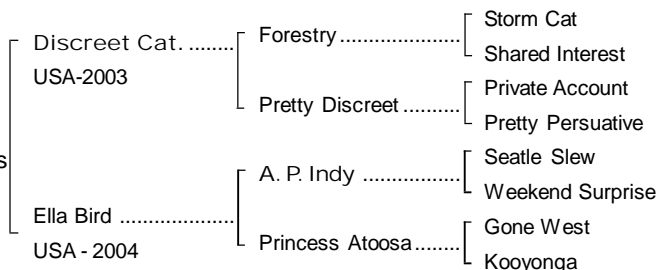 Storm Cat
Forestry ..................
Discreet Cat. ........
Shared Interest
USA-2003
Private Account
Pretty Discreet ..........
Pretty Persuative
s
Seatle Slew
A. P. Indy .................
Weekend Surprise
Ella Bird .....................
Gone West
USA - 2004
Princess Atoosa ........
Kooyonga